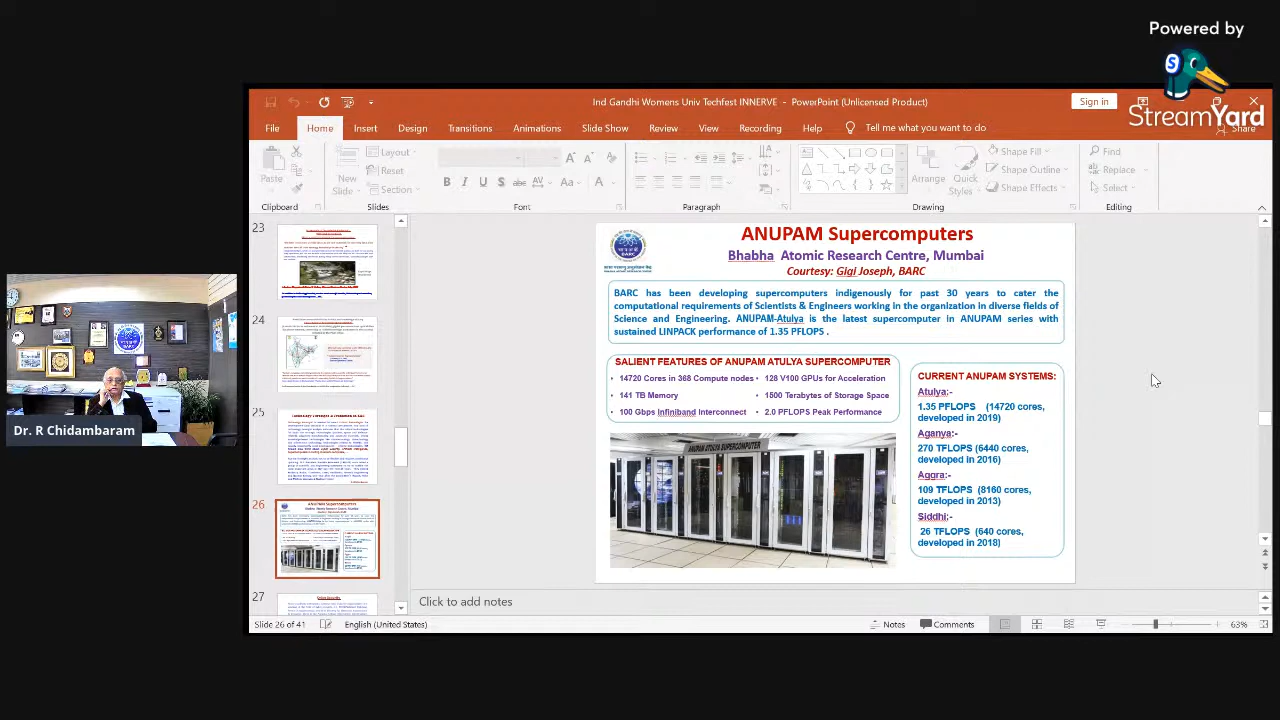 Powered by
StreamYard
Ind Gandhi Womens Univ Techfest INNERVE - PowerPoint (Unlicensed Product)
Sign in
File Home Insert Design Transitions Animations Slide Show Review View Recording Help Tell me what you want to do Share
Paste
New Slide
Layout
Reset
Section
B I U S abc AV Aa A
Arrange
Quick Styles
Shape Fill
Shape Outline
Shape Effects
Find
Replace
Select
Clipboard Slides Font Paragraph Drawing Editing
23
24
25
26
27
ANUPAM Supercomputers
Bhabha Atomic Research Centre, Mumbai
Courtesy: Gigi Joseph, BARC
BARC has been developing supercomputers indigenously for past 30 years to cater the
computational requirements of Scientists & Engineers working in the organization in diverse fields of
Science and Engineering. ANUPAM-Atulya is the latest supercomputer in ANUPAM series with
sustained LINPACK performance of 1.35 PFLOPS .
SALIENT FEATURES OF ANUPAM-ATULYA SUPERCOMPUTER
• 14720 Cores in 368 Computenodes
• 141 TB Memory
• 100 Gbps Infiniband Interconnect
GPUs for Acceleration
• 1500 Terabytes of Storage Space
• 2.0 PFLOPS Peak Performance
CURRENT ANUPAM SYSTEMS:
Atulya:-
1.35 PFLOPS (14720 cores,
developed in 2019)
Aganya:-
270 TFLOPS (6440 cores,
developed in 2016)
Aggra:-
109 TFLOPS (8160 cores,
developed in 2013)
Siddhi:-
26 TFLOPS (640 cores,
developed in 2018)
Dr. R Chidambaram
Click to add notes
Slide 26 of 41 English (United States) Notes Comments 63%